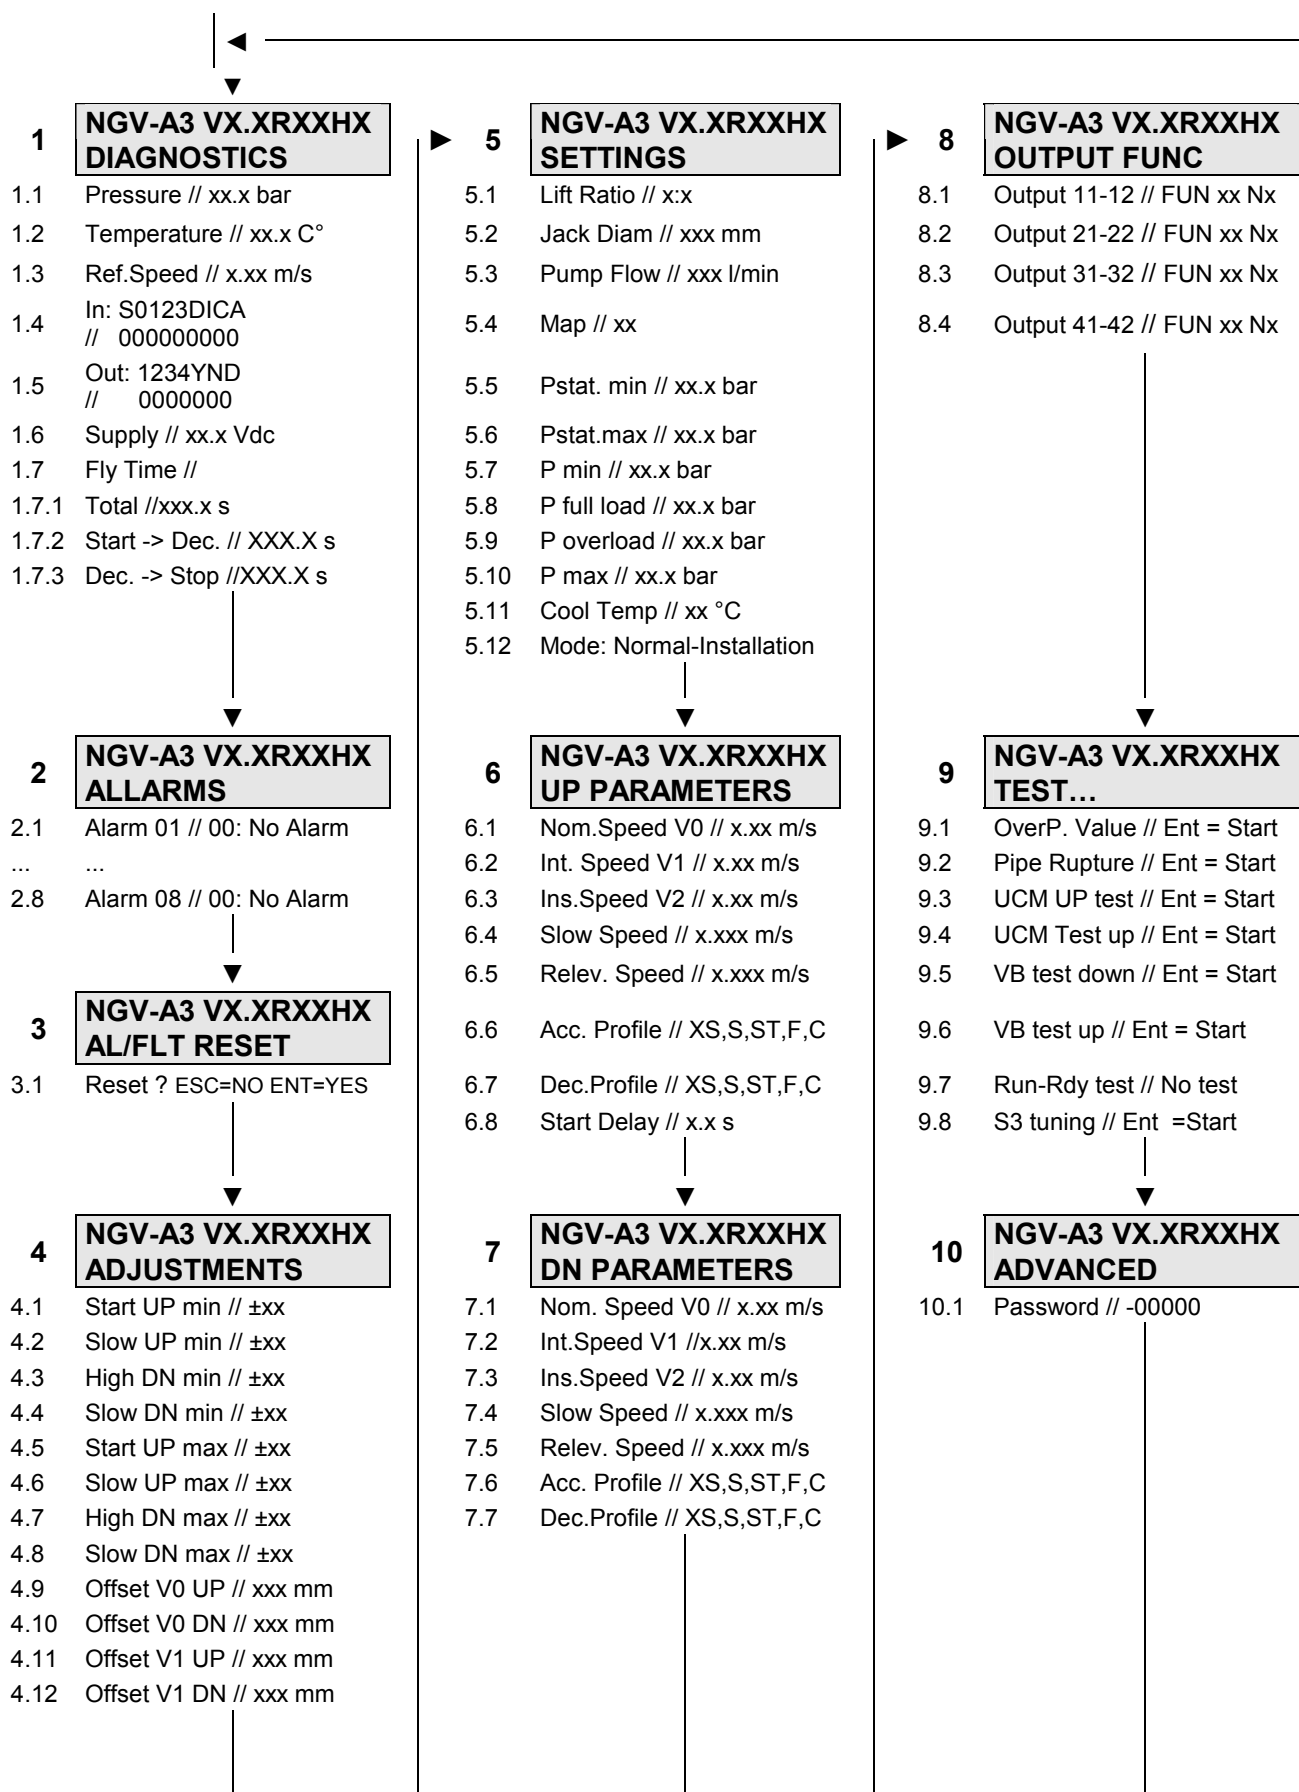 1
NGV-A3 VX.XRXXHX
DIAGNOSTICS
1.1 Pressure // xx.x bar
1.2 Temperature // xx.x C°
1.3 Ref.Speed // x.xx m/s
1.4 In: S0123DICA
// 000000000
1.5 Out: 1234YND
// 0000000
1.6 Supply // xx.x Vdc
1.7 Fly Time //
1.7.1 Total //xxx.x s
1.7.2 Start -> Dec. // XXX.X s
1.7.3 Dec. -> Stop //XXX.X s
2
NGV-A3 VX.XRXXHX
ALLARMS
2.1 Alarm 01 // 00: No Alarm
... ...
2.8 Alarm 08 // 00: No Alarm
3
NGV-A3 VX.XRXXHX
AL/FLT RESET
3.1 Reset ? ESC=NO ENT=YES
4
NGV-A3 VX.XRXXHX
ADJUSTMENTS
4.1 Start UP min // ±xx
4.2 Slow UP min // ±xx
4.3 High DN min // ±xx
4.4 Slow DN min // ±xx
4.5 Start UP max // ±xx
4.6 Slow UP max // ±xx
4.7 High DN max // ±xx
4.8 Slow DN max // ±xx
4.9 Offset V0 UP // xxx mm
4.10 Offset V0 DN // xxx mm
4.11 Offset V1 UP // xxx mm
4.12 Offset V1 DN // xxx mm
5
NGV-A3 VX.XRXXHX
SETTINGS
5.1 Lift Ratio // x:x
5.2 Jack Diam // xxx mm
5.3 Pump Flow // xxx l/min
5.4 Map // xx
5.5 Pstat. min // xx.x bar
5.6 Pstat.max // xx.x bar
5.7 P min // xx.x bar
5.8 P full load // xx.x bar
5.9 P overload // xx.x bar
5.10 P max // xx.x bar
5.11 Cool Temp // xx °C
5.12 Mode: Normal-Installation
6
NGV-A3 VX.XRXXHX
UP PARAMETERS
6.1 Nom.Speed V0 // x.xx m/s
6.2 Int. Speed V1 // x.xx m/s
6.3 Ins.Speed V2 // x.xx m/s
6.4 Slow Speed // x.xxx m/s
6.5 Relev. Speed // x.xxx m/s
6.6 Acc. Profile // XS,S,ST,F,C
6.7 Dec.Profile // XS,S,ST,F,C
6.8 Start Delay // x.x s
7
NGV-A3 VX.XRXXHX
DN PARAMETERS
7.1 Nom. Speed V0 // x.xx m/s
7.2 Int.Speed V1 //x.xx m/s
7.3 Ins.Speed V2 // x.xx m/s
7.4 Slow Speed // x.xxx m/s
7.5 Relev. Speed // x.xxx m/s
7.6 Acc. Profile // XS,S,ST,F,C
7.7 Dec.Profile // XS,S,ST,F,C
8
NGV-A3 VX.XRXXHX
OUTPUT FUNC
8.1 Output 11-12 // FUN xx Nx
8.2 Output 21-22 // FUN xx Nx
8.3 Output 31-32 // FUN xx Nx
8.4 Output 41-42 // FUN xx Nx
9
NGV-A3 VX.XRXXHX
TEST…
9.1 OverP. Value // Ent = Start
9.2 Pipe Rupture // Ent = Start
9.3 UCM UP test // Ent = Start
9.4 UCM Test up // Ent = Start
9.5 VB test down // Ent = Start
9.6 VB test up // Ent = Start
9.7 Run-Rdy test // No test
9.8 S3 tuning // Ent =Start
10
NGV-A3 VX.XRXXHX
ADVANCED
10.1 Password // -00000